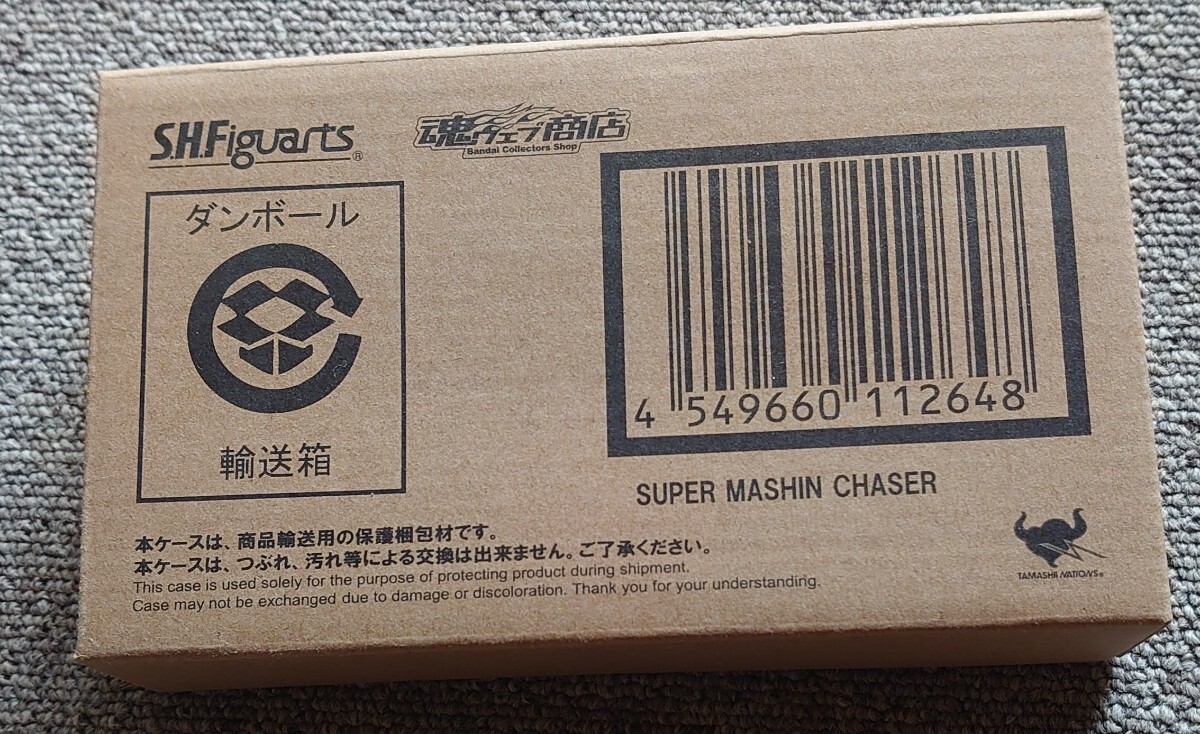 S.H.Figuarts®
魂ウェブ商店
Bandai Collectors Shop
ダンボール
輸送箱
4 549660 112648
SUPER MASHIN CHASER
本ケースは、商品輸送用の保護梱包材です。
本ケースは、つぶれ、汚れ等による交換は出来ません。ご了承ください。
This case is used solely for the purpose of protecting product during shipment.
Case may not be exchanged due to damage or discoloration. Thank you for your understanding.
TAMASHII NATIONS®